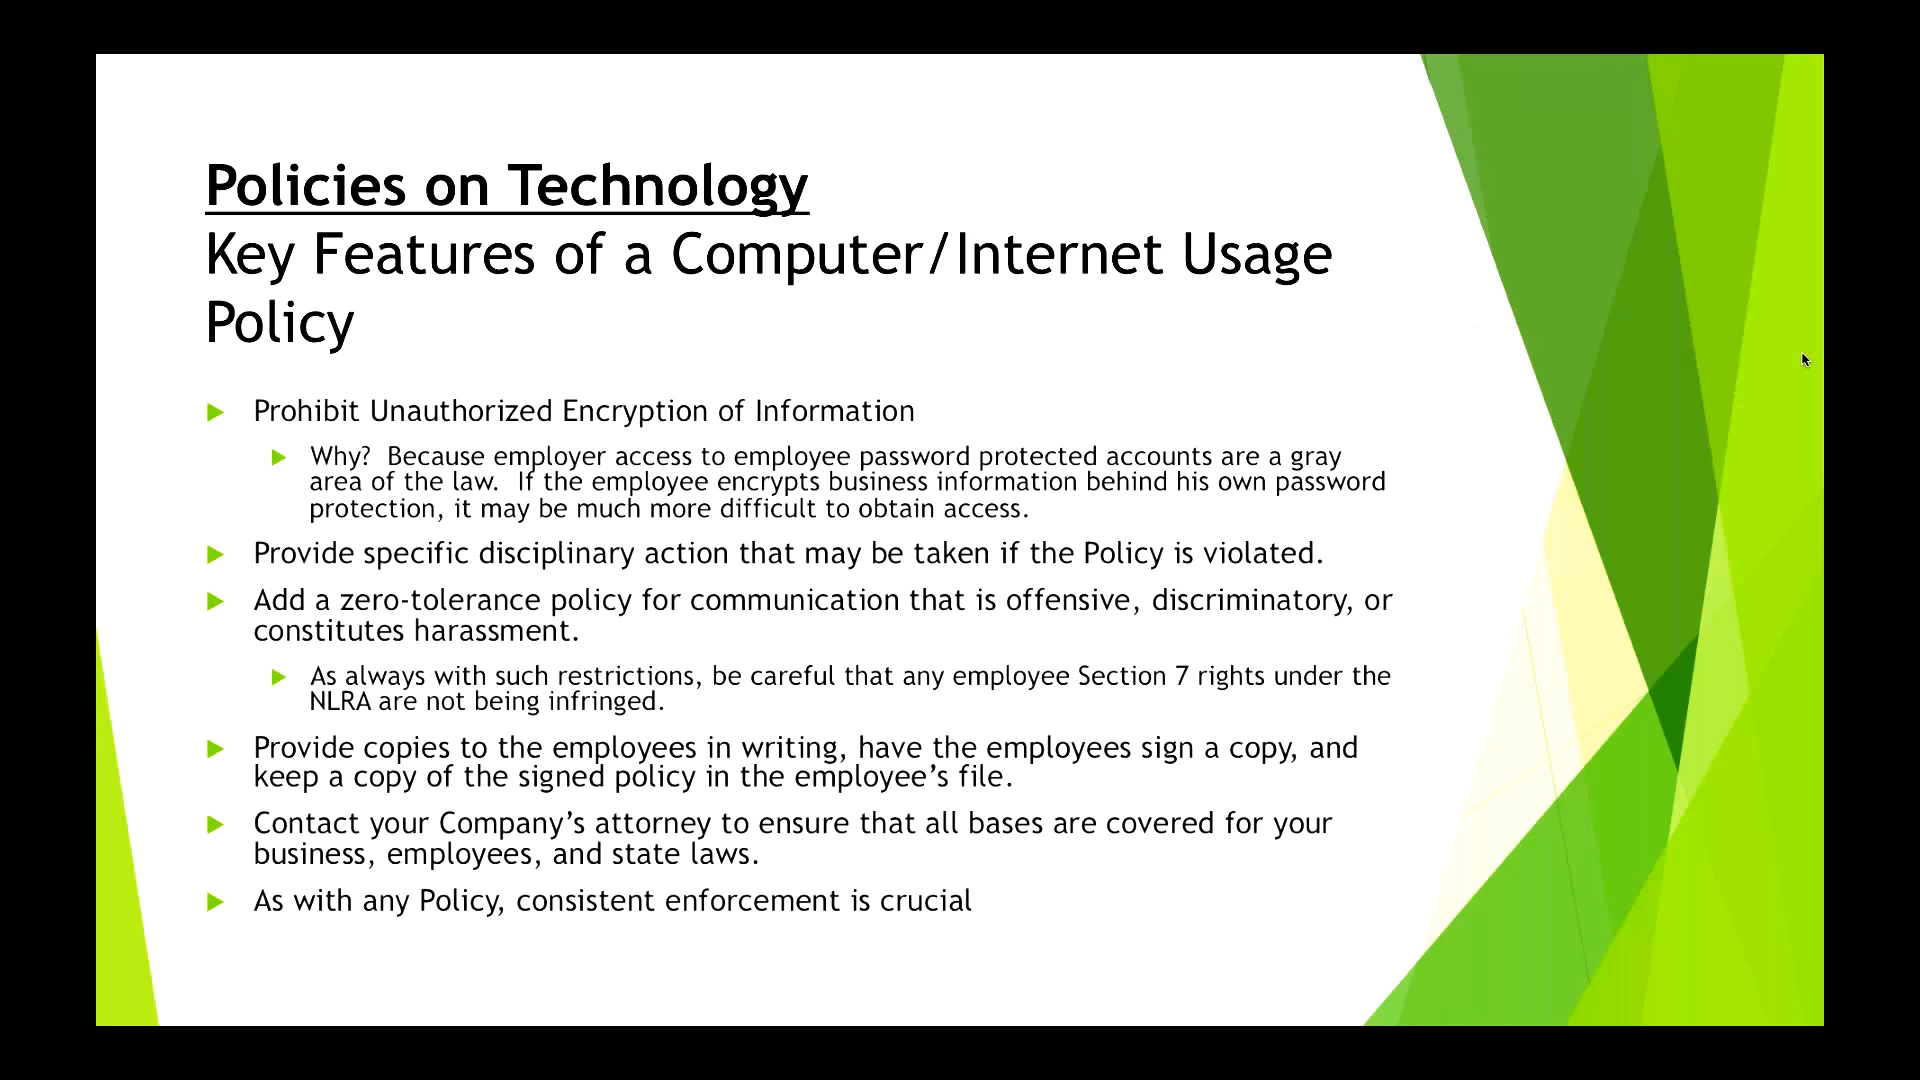 Policies on Technology
Key Features of a Computer/Internet Usage
Policy
Prohibit Unauthorized Encryption of Information
Why?  Because employer access to employee password protected accounts are a gray
area of the law.  If the employee encrypts business information behind his own password
protection, it may be much more difficult to obtain access.
Provide specific disciplinary action that may be taken if the Policy is violated.
Add a zero-tolerance policy for communication that is offensive, discriminatory, or
constitutes harassment.
As always with such restrictions, be careful that any employee Section 7 rights under the
NLRA are not being infringed.
Provide copies to the employees in writing, have the employees sign a copy, and
keep a copy of the signed policy in the employee’s file.
Contact your Company’s attorney to ensure that all bases are covered for your
business, employees, and state laws.
As with any Policy, consistent enforcement is crucial